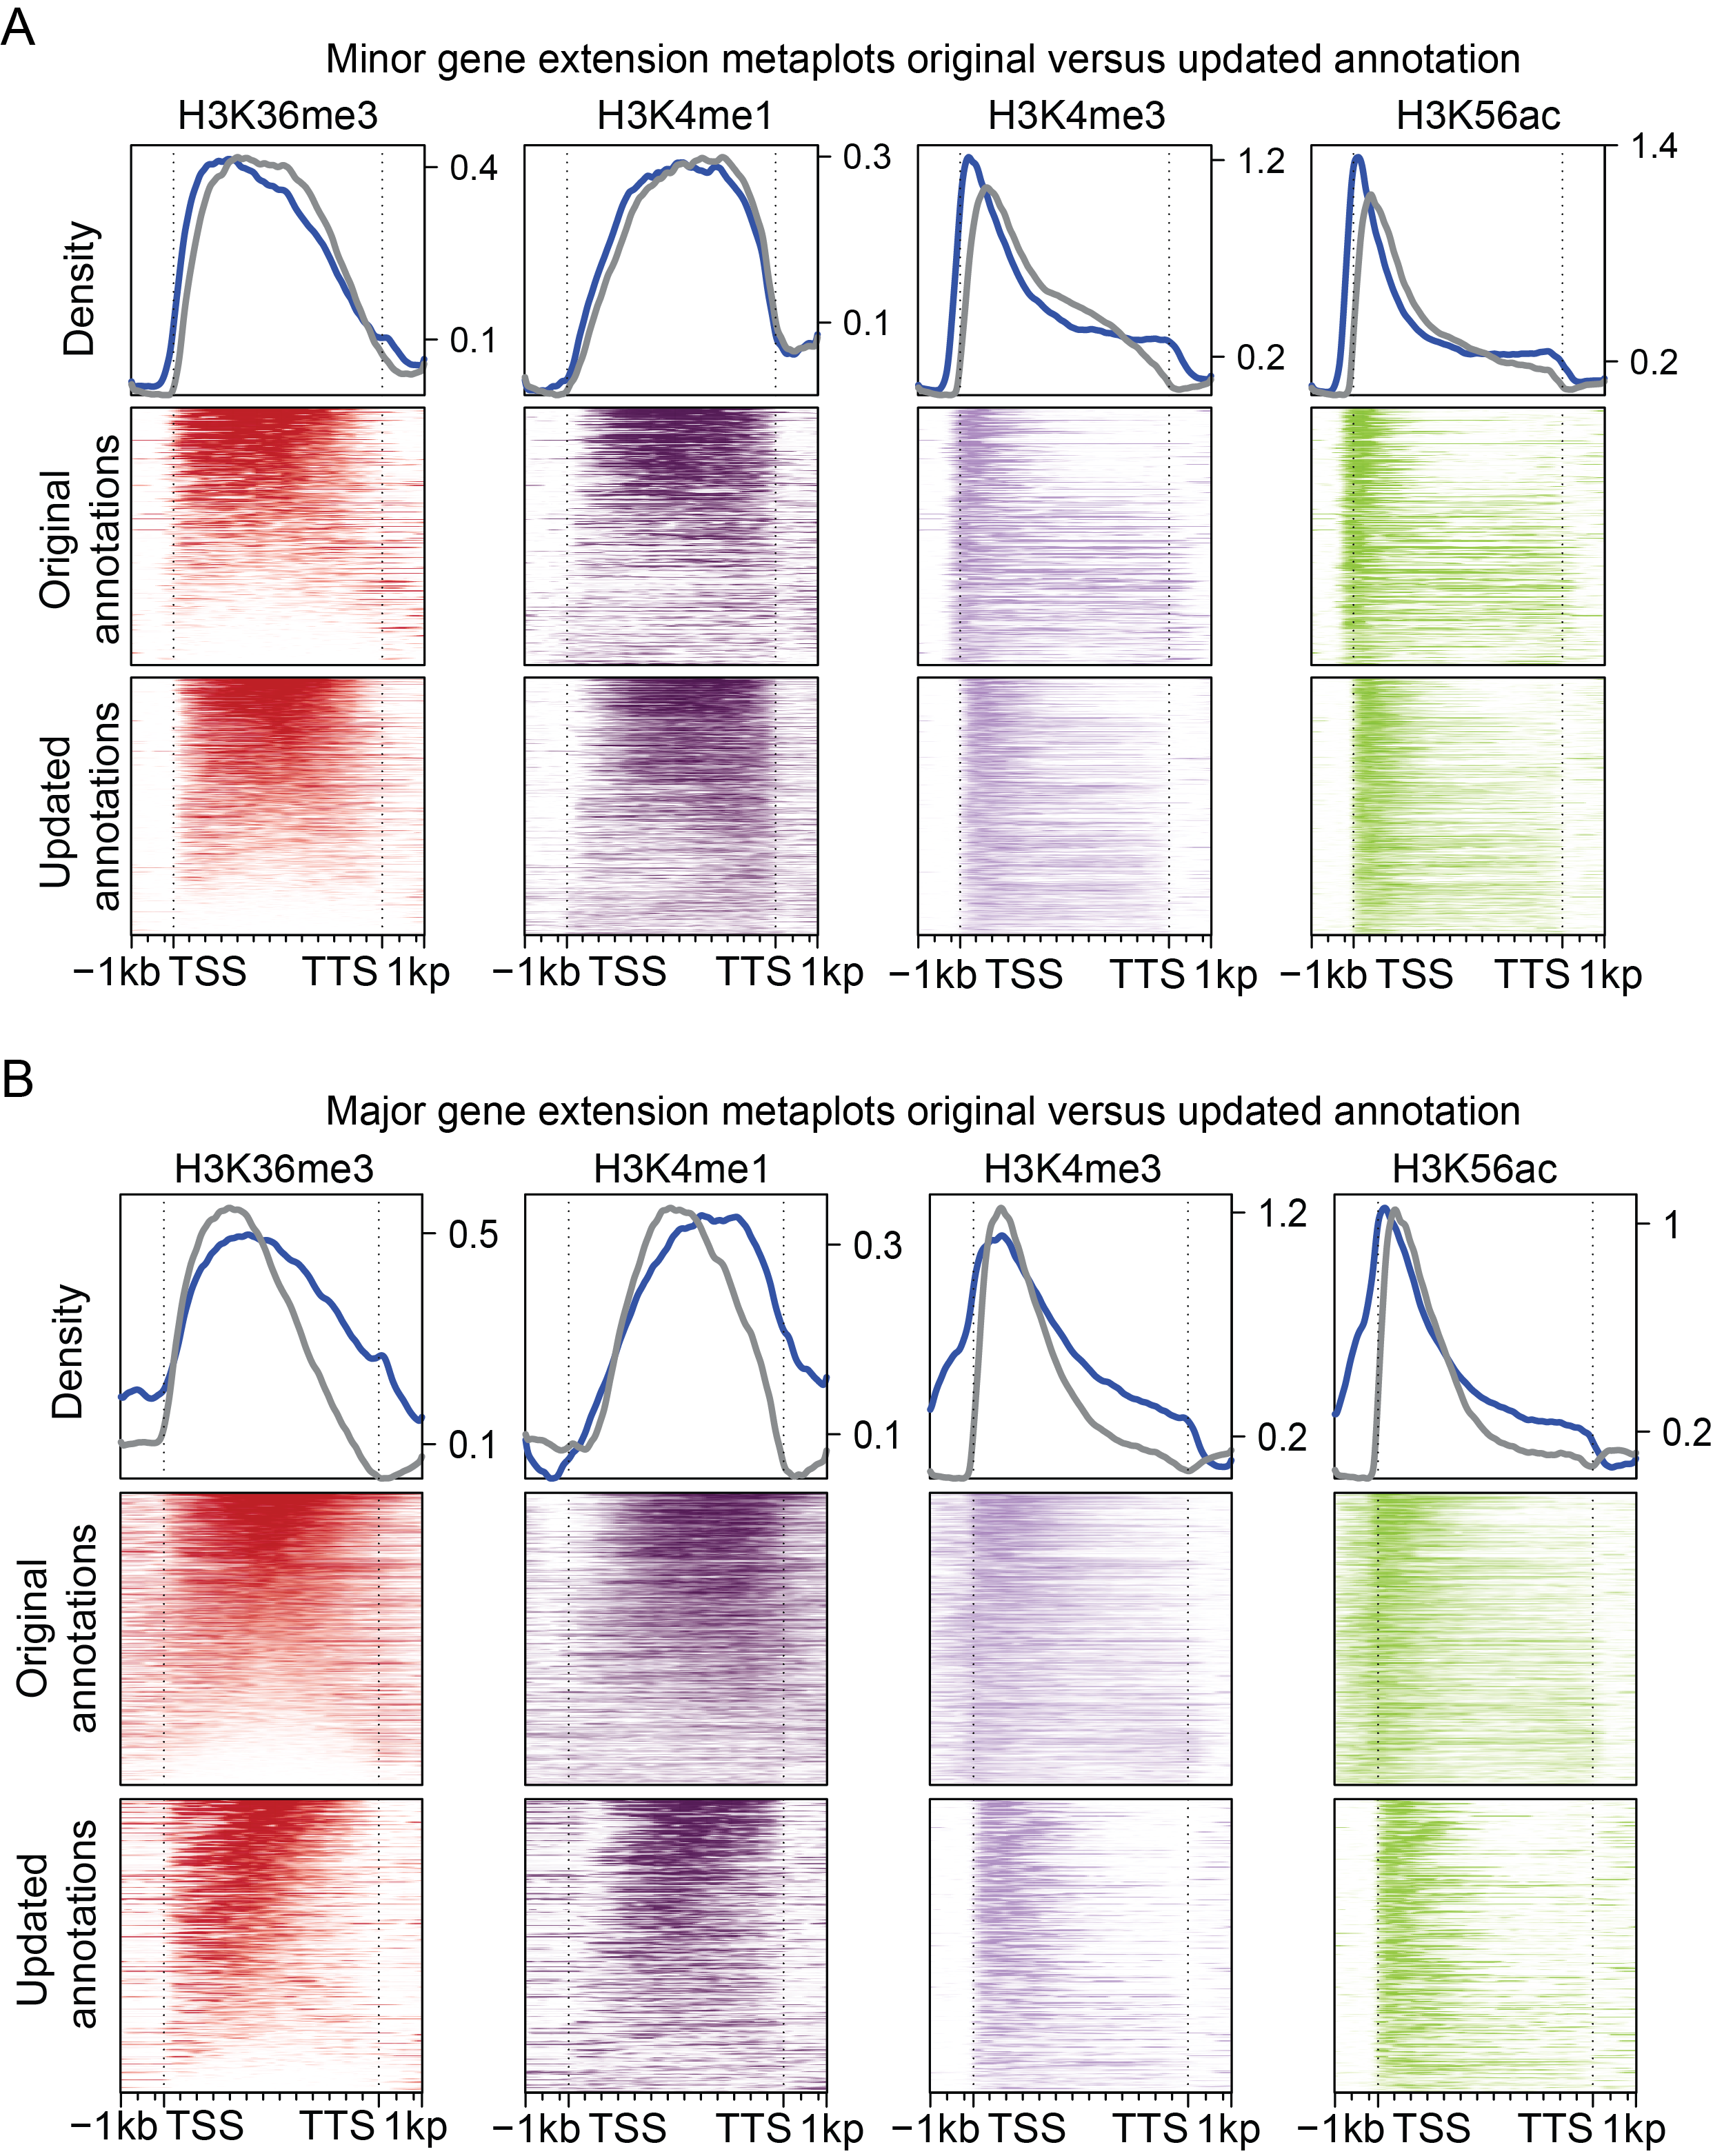 A
Minor gene extension metaplots original versus updated annotation
H3K36me3 H3K4me1 H3K4me3 H3K56ac
Density
0.4
0.1
0.3
0.1
1.2
0.2
1.4
0.2
Original
annotations
Updated
annotations
−1kb TSS TTS 1kp −1kb TSS TTS 1kp −1kb TSS TTS 1kp −1kb TSS TTS 1kp
B
Major gene extension metaplots original versus updated annotation
H3K36me3 H3K4me1 H3K4me3 H3K56ac
Density
0.5
0.1
0.3
0.1
1.2
0.2
1
0.2
Original
annotations
Updated
annotations
−1kb TSS TTS 1kp −1kb TSS TTS 1kp −1kb TSS TTS 1kp −1kb TSS TTS 1kp